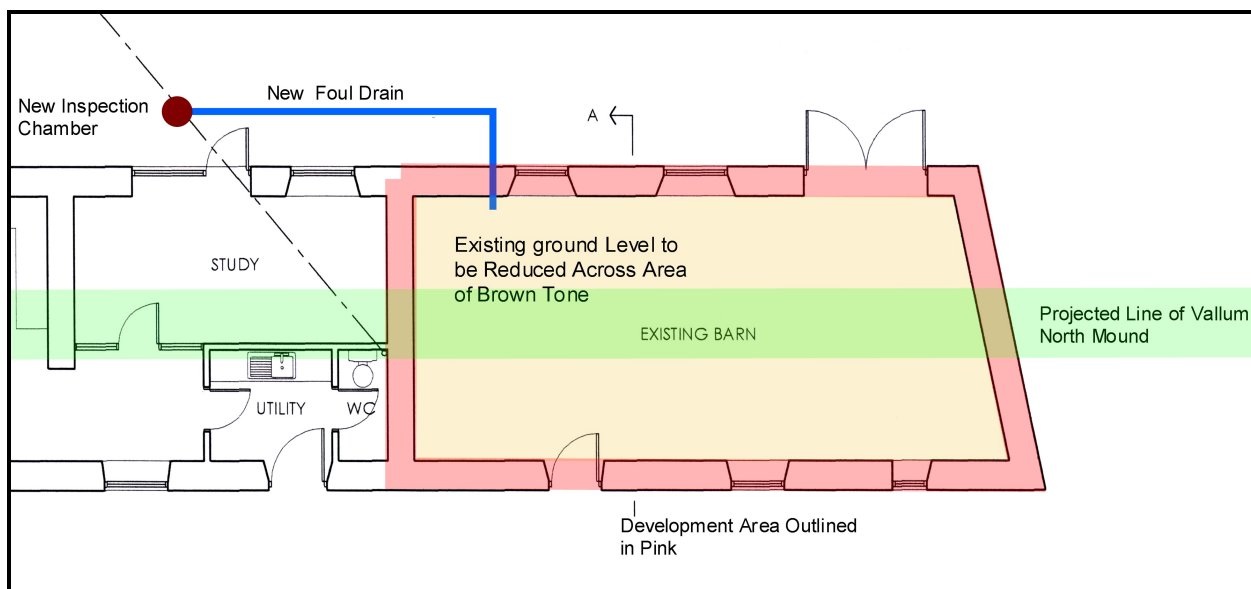 New Inspection
Chamber
New Foul Drain
A
STUDY
Existing ground Level to
be Reduced Across Area
of Brown Tone
EXISTING BARN
Projected Line of Vallum
North Mound
UTILITY
WC
Development Area Outlined
in Pink